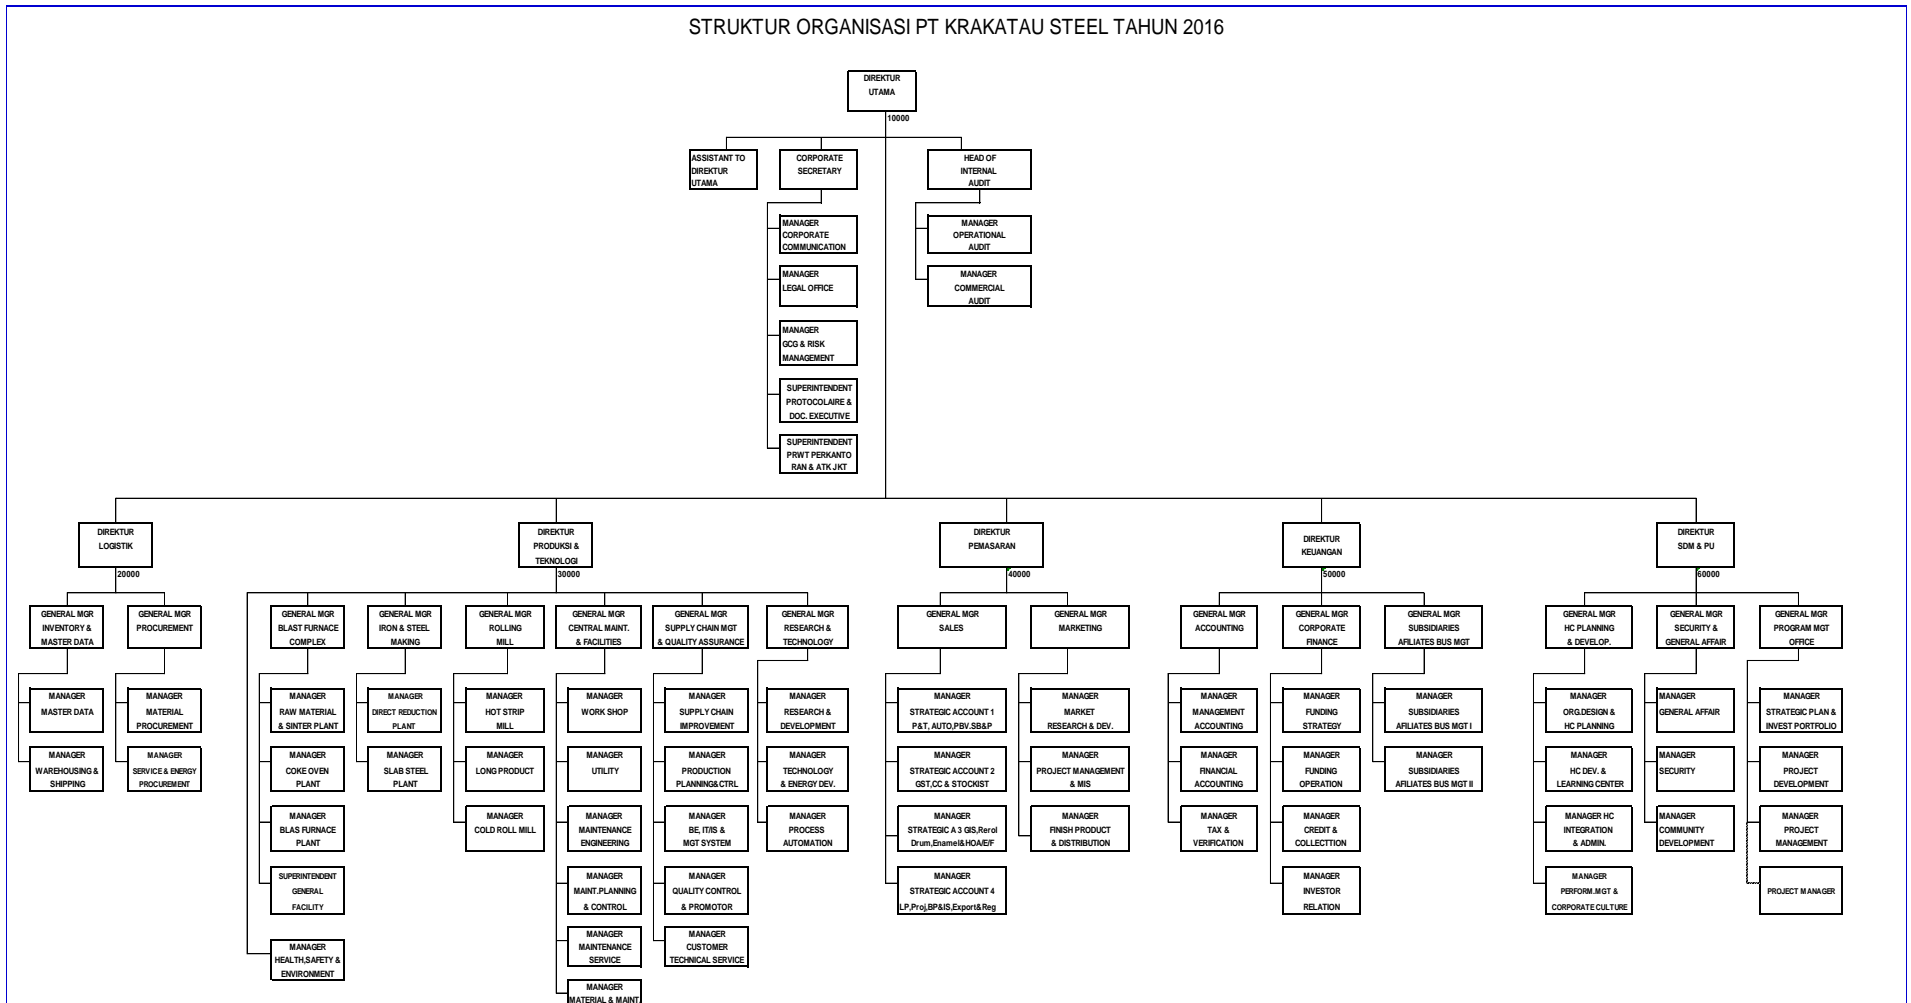 STRUKTUR ORGANISASI PT KRAKATAU STEEL TAHUN 2016
DIREKTUR
UTAMA
10000
ASSISTANT TO
DIREKTUR
UTAMA
CORPORATE
SECRETARY
HEAD OF
INTERNAL
AUDIT
MANAGER
CORPORATE
COMMUNICATION
MANAGER
LEGAL OFFICE
MANAGER
GCG & RISK
MANAGEMENT
SUPERINTENDENT
PROTOCOLAIRE &
DOC. EXECUTIVE
SUPERINTENDENT
PRWT PERKANTO
RAN & ATK JKT
MANAGER
OPERATIONAL
AUDIT
MANAGER
COMMERCIAL
AUDIT
DIREKTUR
LOGISTIK
20000
GENERAL MGR
INVENTORY &
MASTER DATA
MANAGER
MASTER DATA
MANAGER
WAREHOUSING &
SHIPPING
GENERAL MGR
PROCUREMENT
MANAGER
MATERIAL
PROCUREMENT
MANAGER
SERVICE & ENERGY
PROCUREMENT
DIREKTUR
PRODUKSI &
TEKNOLOGI
30000
GENERAL MGR
BLAST FURNACE
COMPLEX
MANAGER
RAW MATERIAL
& SINTER PLANT
MANAGER
COKE OVEN
PLANT
MANAGER
BLAS FURNACE
PLANT
SUPERINTENDENT
GENERAL
FACILITY
MANAGER
HEALTH,SAFETY &
ENVIRONMENT
GENERAL MGR
IRON & STEEL
MAKING
MANAGER
DIRECT REDUCTION
PLANT
MANAGER
SLAB STEEL
PLANT
GENERAL MGR
ROLLING
MILL
MANAGER
HOT STRIP
MILL
MANAGER
LONG PRODUCT
MANAGER
COLD ROLL MILL
GENERAL MGR
CENTRAL MAINT.
& FACILITIES
MANAGER
WORK SHOP
MANAGER
UTILITY
MANAGER
MAINTENANCE
ENGINEERING
MANAGER
MAINT.PLANNING
& CONTROL
MANAGER
MAINTENANCE
SERVICE
MANAGER
MATERIAL & MAINT.
GENERAL MGR
SUPPLY CHAIN MGT
& QUALITY ASSURANCE
MANAGER
SUPPLY CHAIN
IMPROVEMENT
MANAGER
PRODUCTION
PLANNING&CTRL
MANAGER
BE, IT/IS &
MGT SYSTEM
MANAGER
QUALITY CONTROL
& PROMOTOR
MANAGER
CUSTOMER
TECHNICAL SERVICE
GENERAL MGR
RESEARCH &
TECHNOLOGY
MANAGER
RESEARCH &
DEVELOPMENT
MANAGER
TECHNOLOGY
& ENERGY DEV.
MANAGER
PROCESS
AUTOMATION
DIREKTUR
PEMASARAN
40000
GENERAL MGR
SALES
MANAGER
STRATEGIC ACCOUNT 1
P&T, AUTO,PBV.SB&P
MANAGER
STRATEGIC ACCOUNT 2
GST,CC & STOCKIST
MANAGER
STRATEGIC A 3 GIS,Rerol
Drum,Enamel&HOA/E/F
MANAGER
STRATEGIC ACCOUNT 4
LP,Proj,BP&IS,Export&Reg
GENERAL MGR
MARKETING
MANAGER
MARKET
RESEARCH & DEV.
MANAGER
PROJECT MANAGEMENT
& MIS
MANAGER
FINISH PRODUCT
& DISTRIBUTION
DIREKTUR
KEUANGAN
50000
GENERAL MGR
ACCOUNTING
MANAGER
MANAGEMENT
ACCOUNTING
MANAGER
FINANCIAL
ACCOUNTING
MANAGER
TAX &
VERIFICATION
GENERAL MGR
CORPORATE
FINANCE
MANAGER
FUNDING
STRATEGY
MANAGER
FUNDING
OPERATION
MANAGER
CREDIT &
COLLECTTION
MANAGER
INVESTOR
RELATION
GENERAL MGR
SUBSIDIARIES
AFILIATES BUS MGT
MANAGER
SUBSIDIARIES
AFILIATES BUS MGT I
MANAGER
SUBSIDIARIES
AFILIATES BUS MGT II
DIREKTUR
SDM & PU
60000
GENERAL MGR
HC PLANNING
& DEVELOP.
MANAGER
ORG.DESIGN &
HC PLANNING
MANAGER
HC DEV. &
LEARNING CENTER
MANAGER HC
INTEGRATION
& ADMIN.
MANAGER
PERFORM.MGT &
CORPORATE CULTURE
GENERAL MGR
SECURITY &
GENERAL AFFAIR
MANAGER
GENERAL AFFAIR
MANAGER
SECURITY
MANAGER
COMMUNITY
DEVELOPMENT
GENERAL MGR
PROGRAM MGT
OFFICE
MANAGER
STRATEGIC PLAN &
INVEST PORTFOLIO
MANAGER
PROJECT
DEVELOPMENT
MANAGER
PROJECT
MANAGEMENT
PROJECT MANAGER